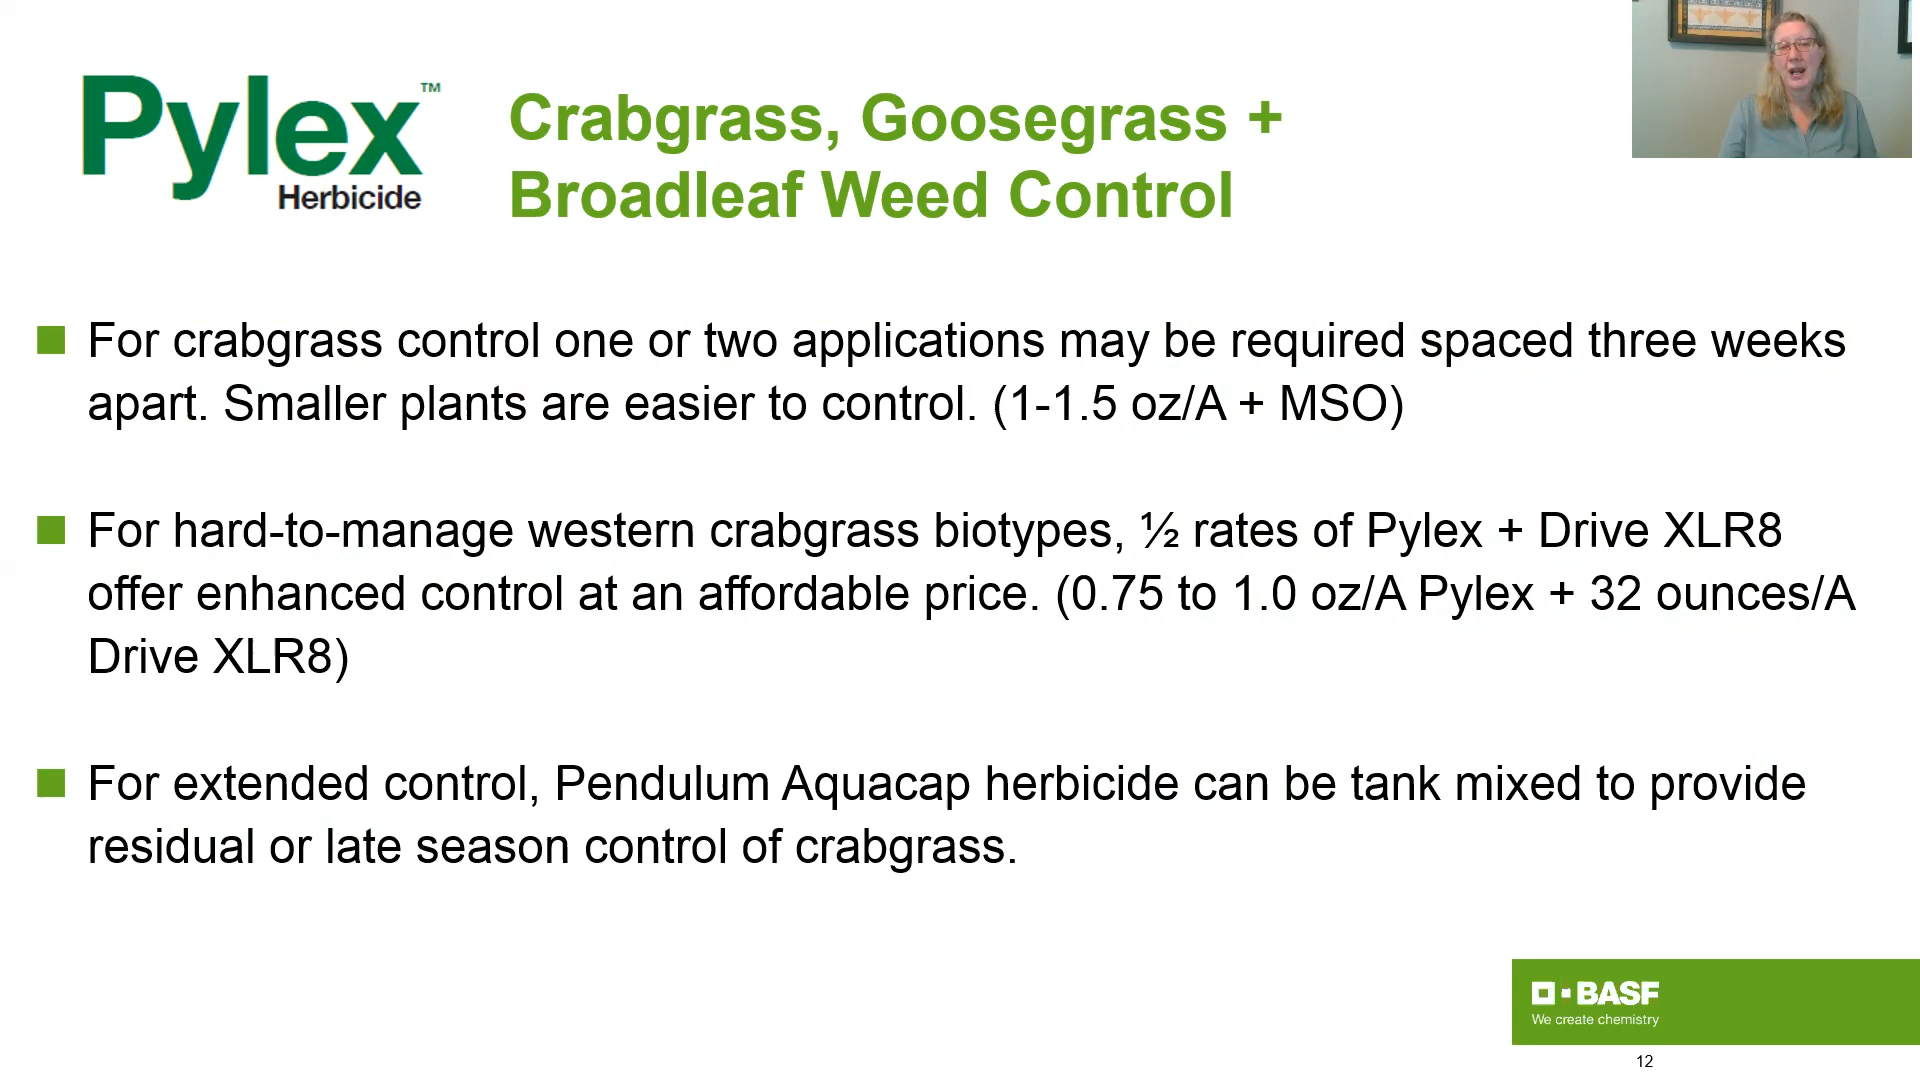 Pylex™
Herbicide
Crabgrass, Goosegrass +
Broadleaf Weed Control
For crabgrass control one or two applications may be required spaced three weeks
apart. Smaller plants are easier to control. (1-1.5 oz/A + MSO)
For hard-to-manage western crabgrass biotypes, ½ rates of Pylex + Drive XLR8
offer enhanced control at an affordable price. (0.75 to 1.0 oz/A Pylex + 32 ounces/A
Drive XLR8)
For extended control, Pendulum Aquacap herbicide can be tank mixed to provide
residual or late season control of crabgrass.
BASF
We create chemistry
12